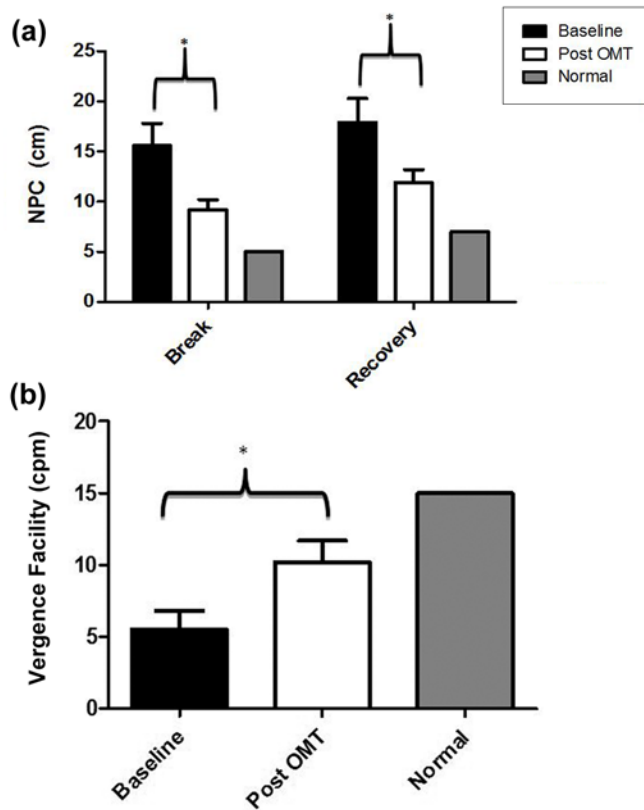 (a)
Baseline
Post OMT
Normal
*
*
25
20
15
10
5
0
NPC (cm)
Break
Recovery
(b)
*
20
15
10
5
0
Vergence Facility (cpm)
Baseline
Post OMT
Normal